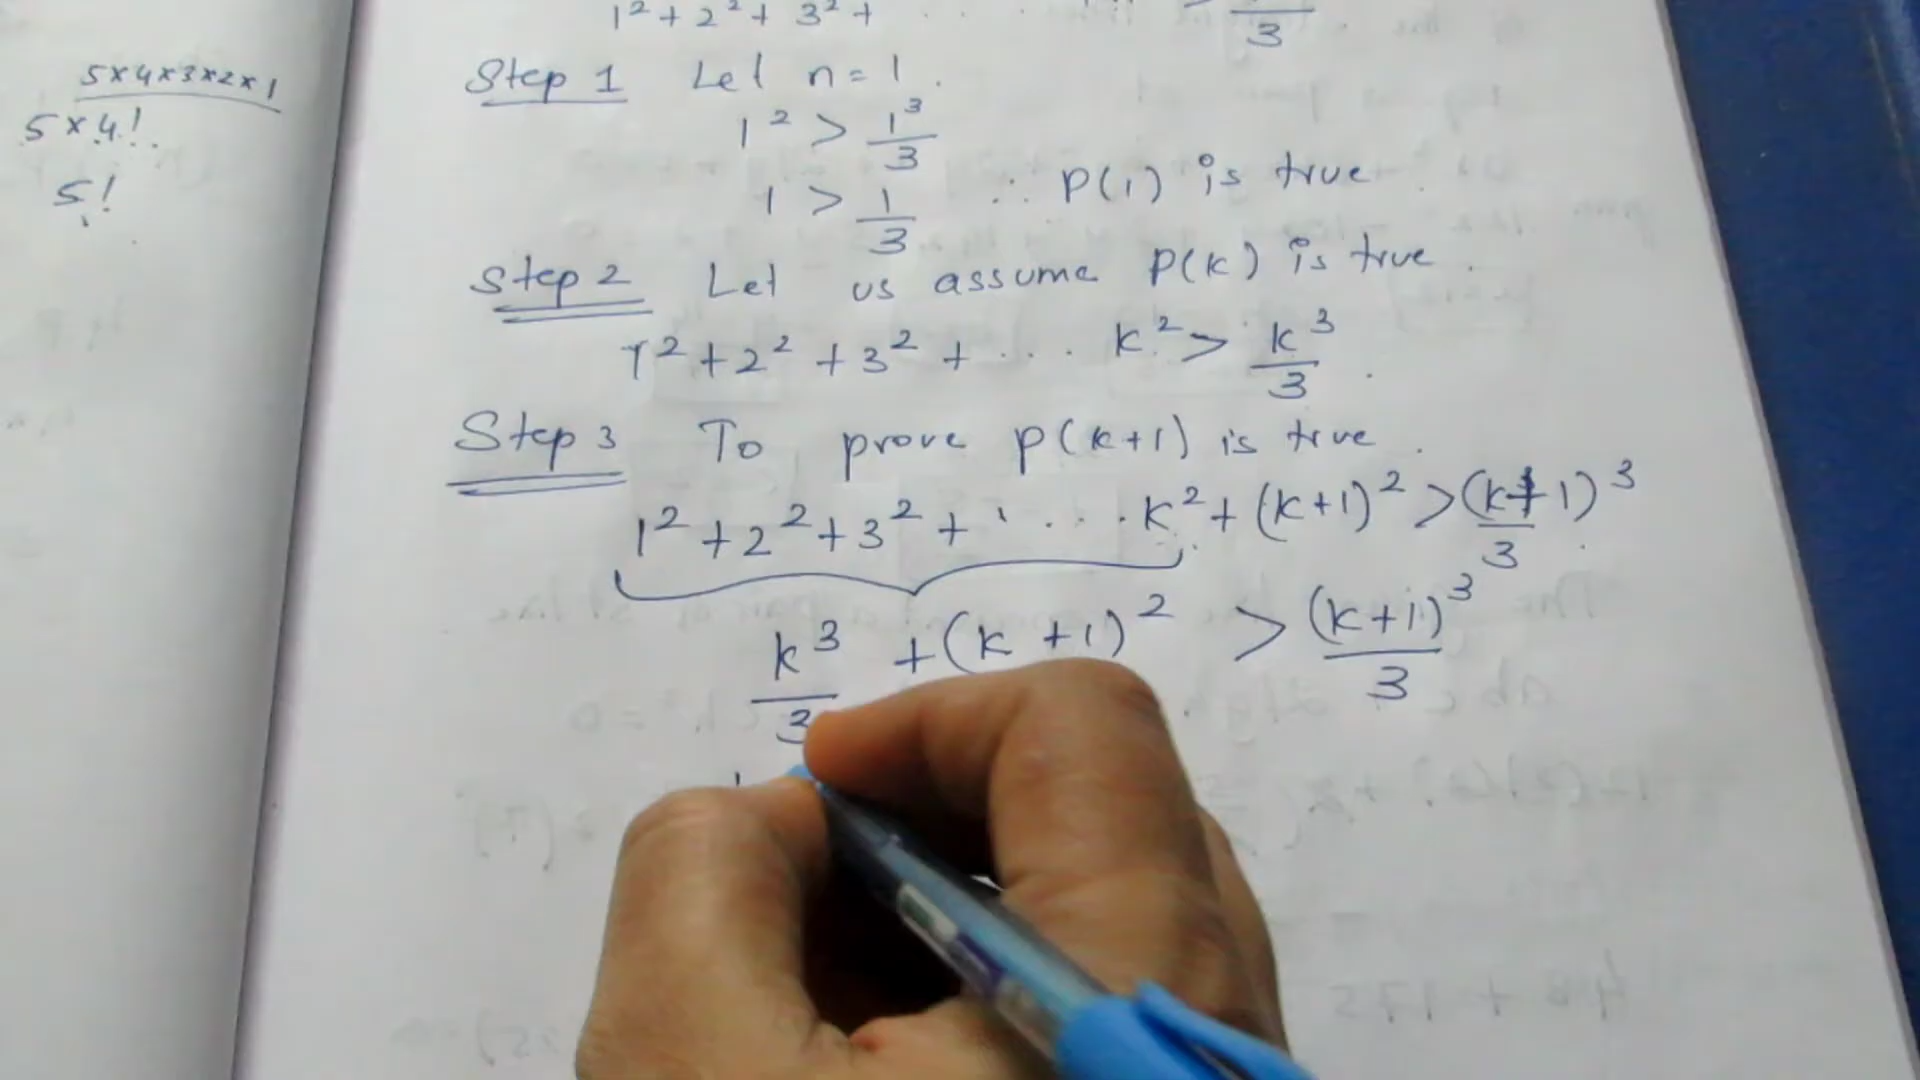 5×4×3×2×1
5×4!
5!
1² + 2² + 3² + . . . . > /3
Step 1 Let n = 1.
1² > 1³/3
1 > 1/3 ∴ P(1) is true.
Step 2 Let us assume P(k) is true.
1² + 2² + 3² + ... k² > k³/3.
Step 3 To prove P(k+1) is true.
1² + 2² + 3² + .... k² + (k+1)² > (k+1)³/3.
k³/3 + (k+1)² > (k+1)³/3